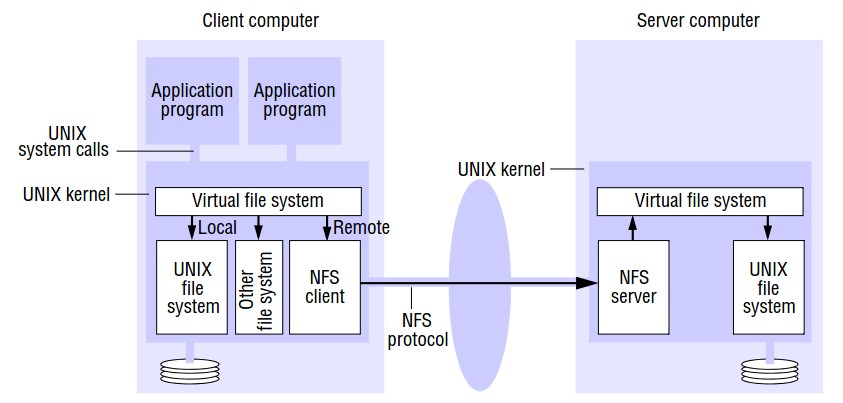 Client computer
Server computer
Application
program
Application
program
UNIX
system calls
UNIX kernel
Virtual file system
Local
Remote
UNIX
file
system
Other
file system
NFS
client
NFS
protocol
UNIX kernel
Virtual file system
NFS
server
UNIX
file
system